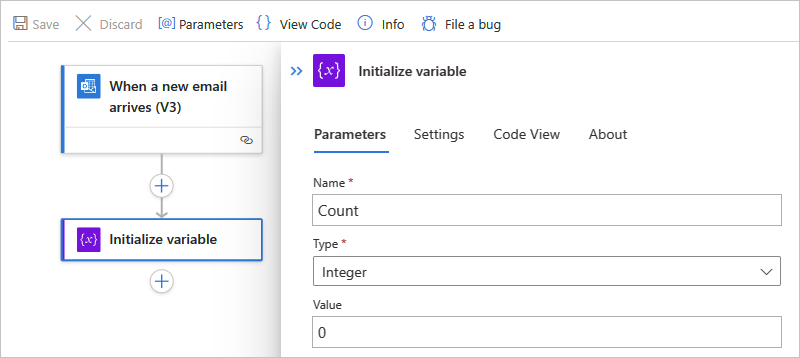 Save Discard [@] Parameters {} View Code Info File a bug
When a new email
arrives (V3)
{x} Initialize variable
{x} Initialize variable
Parameters Settings Code View About
Name *
Count
Type *
Integer
Value
0